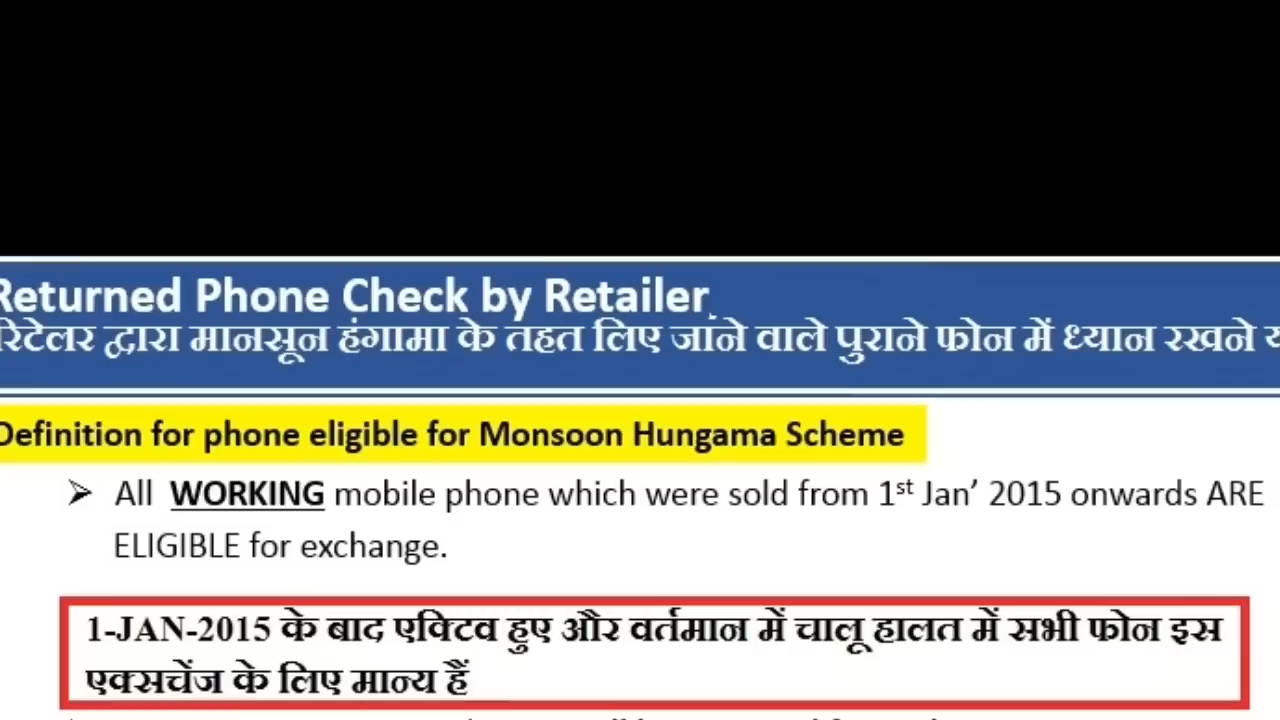 Returned Phone Check by Retailer
रिटेलर द्वारा मानसून हंगामा के तहत लिए जाने वाले पुराने फोन में ध्यान रखने
Definition for phone eligible for Monsoon Hungama Scheme
➢ All WORKING mobile phone which were sold from 1st Jan’ 2015 onwards ARE
ELIGIBLE for exchange.
1-JAN-2015 के बाद एक्टिव हुए और वर्तमान में चालू हालत में सभी फोन इस
एक्सचेंज के लिए मान्य हैं